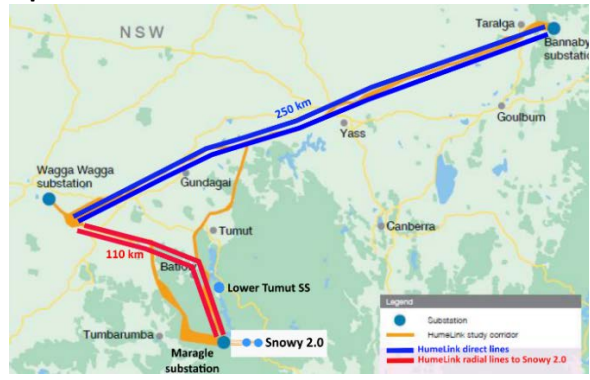 NSW
Taralga
Bannaby
substation
250 km
Goulburn
Yass
Wagga Wagga
substation
Gundagai
Canberra
Tumut
110 km
Batlow
Lower Tumut SS
Legend
Substation
HumeLink study corridor
HumeLink direct lines
HumeLink radial lines to Snowy 2.0
Snowy 2.0
Tumbarumba
Maragle
substation